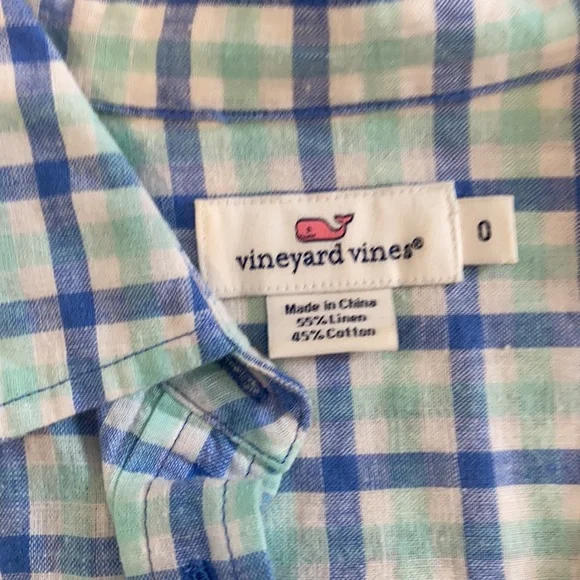 vineyard vines®
0
Made in China
55% Linen
45% Cotton